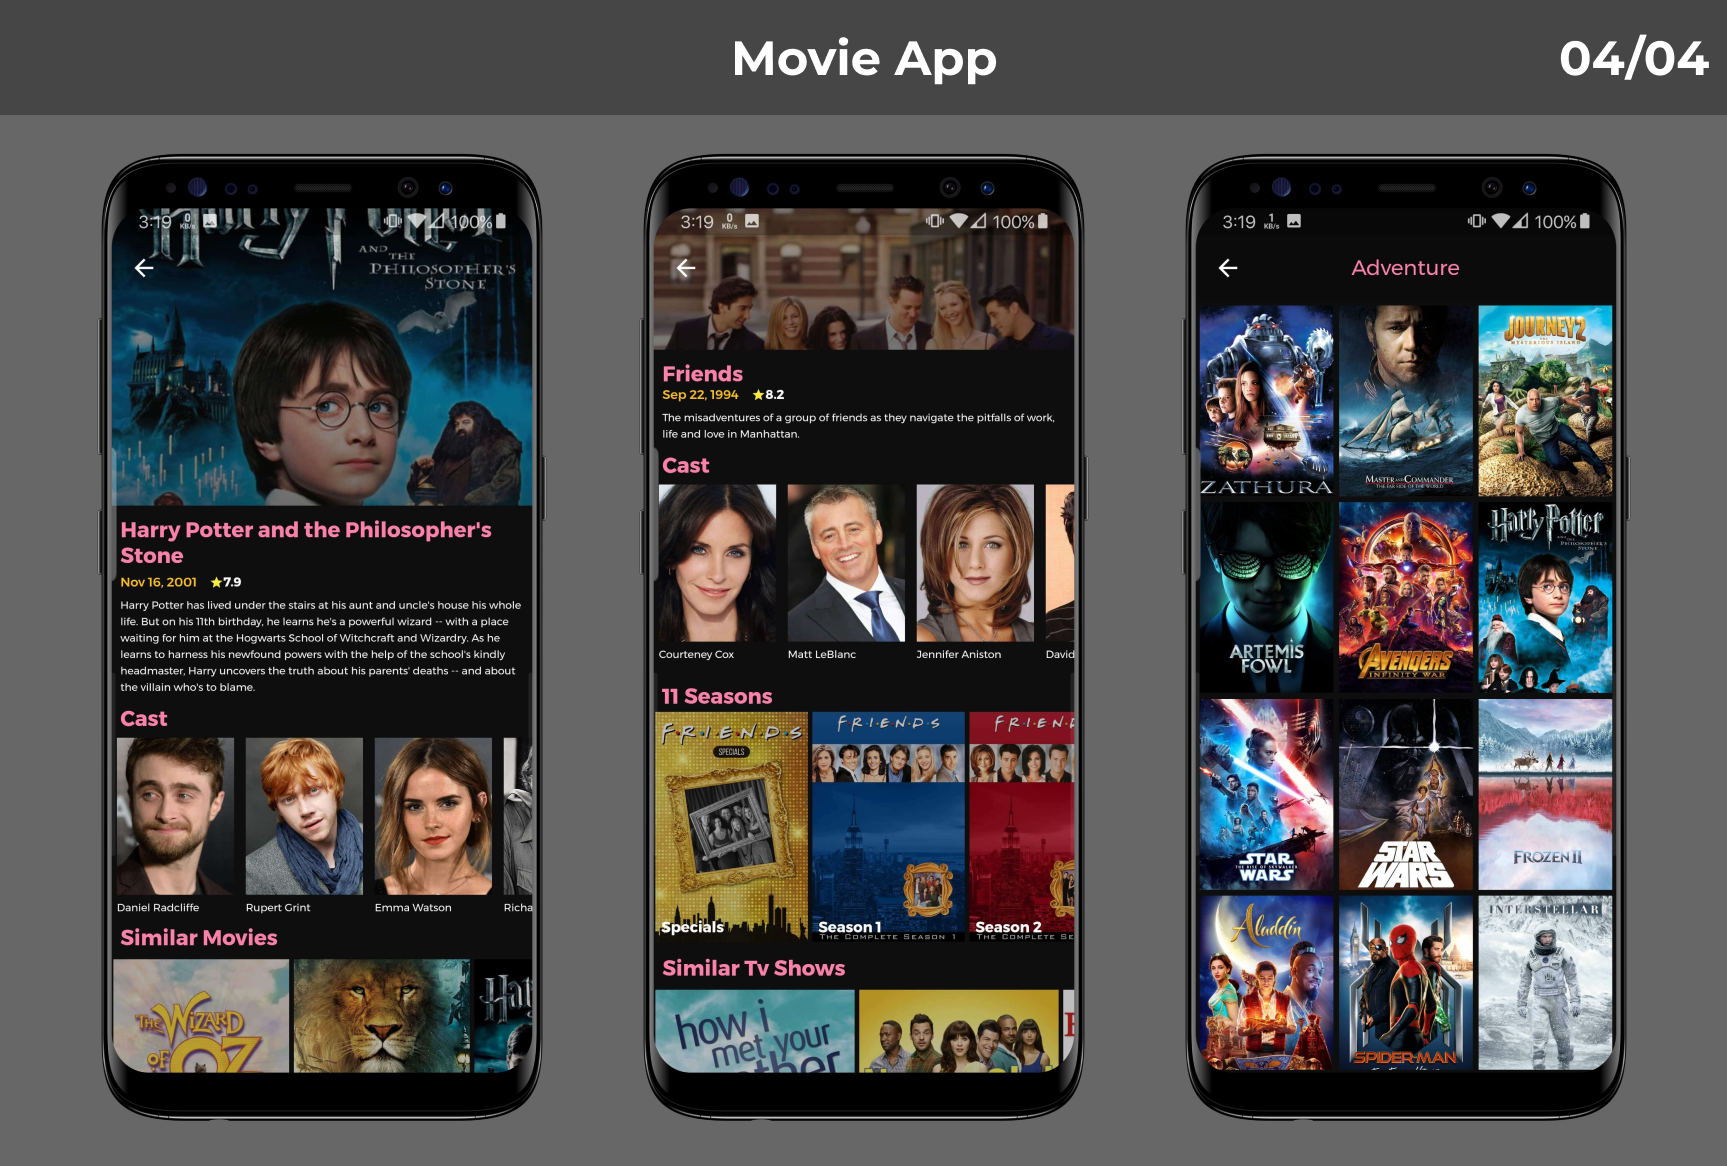 Movie App
04/04
3:19 0 KB/s 100%
Harry Potter
AND THE
PHILOSOPHER'S
STONE
Harry Potter and the Philosopher's
Stone
Nov 16, 2001 ★7.9
Harry Potter has lived under the stairs at his aunt and uncle's house his whole
life. But on his 11th birthday, he learns he's a powerful wizard -- with a place
waiting for him at the Hogwarts School of Witchcraft and Wizardry. As he
learns to harness his newfound powers with the help of the school's kindly
headmaster, Harry uncovers the truth about his parents' deaths -- and about
the villain who's to blame.
Cast
Daniel Radcliffe Rupert Grint Emma Watson Richa
Similar Movies
THE WIZARD
OF OZ
Har
3:19 0 KB/s 100%
Friends
Sep 22, 1994 ★8.2
The misadventures of a group of friends as they navigate the pitfalls of work,
life and love in Manhattan.
Cast
Courteney Cox Matt LeBlanc Jennifer Aniston David
11 Seasons
F·R·I·E·N·D·S
SPECIALS
Specials
F·R·I·E·N·D·S
Season 1
THE COMPLETE SEASON 1
F·R·I·E·N·D
Season 2
THE COMPLETE SE
Similar Tv Shows
how i
met your
other
3:19 1 KB/s 100%
Adventure
ZATHURA
MASTER AND COMMANDER
THE FAR SIDE OF THE WORLD
JOURNEY 2
MYSTERIOUS ISLAND
ARTEMIS
FOWL
AVENGERS
INFINITY WAR
Harry Potter
AND THE
PHILOSOPHER'S
STONE
STAR
THE RISE OF SKYWALKER
WARS
STAR
WARS
FROZEN II
Aladdin
SPIDER-MAN
INTERSTELLAR